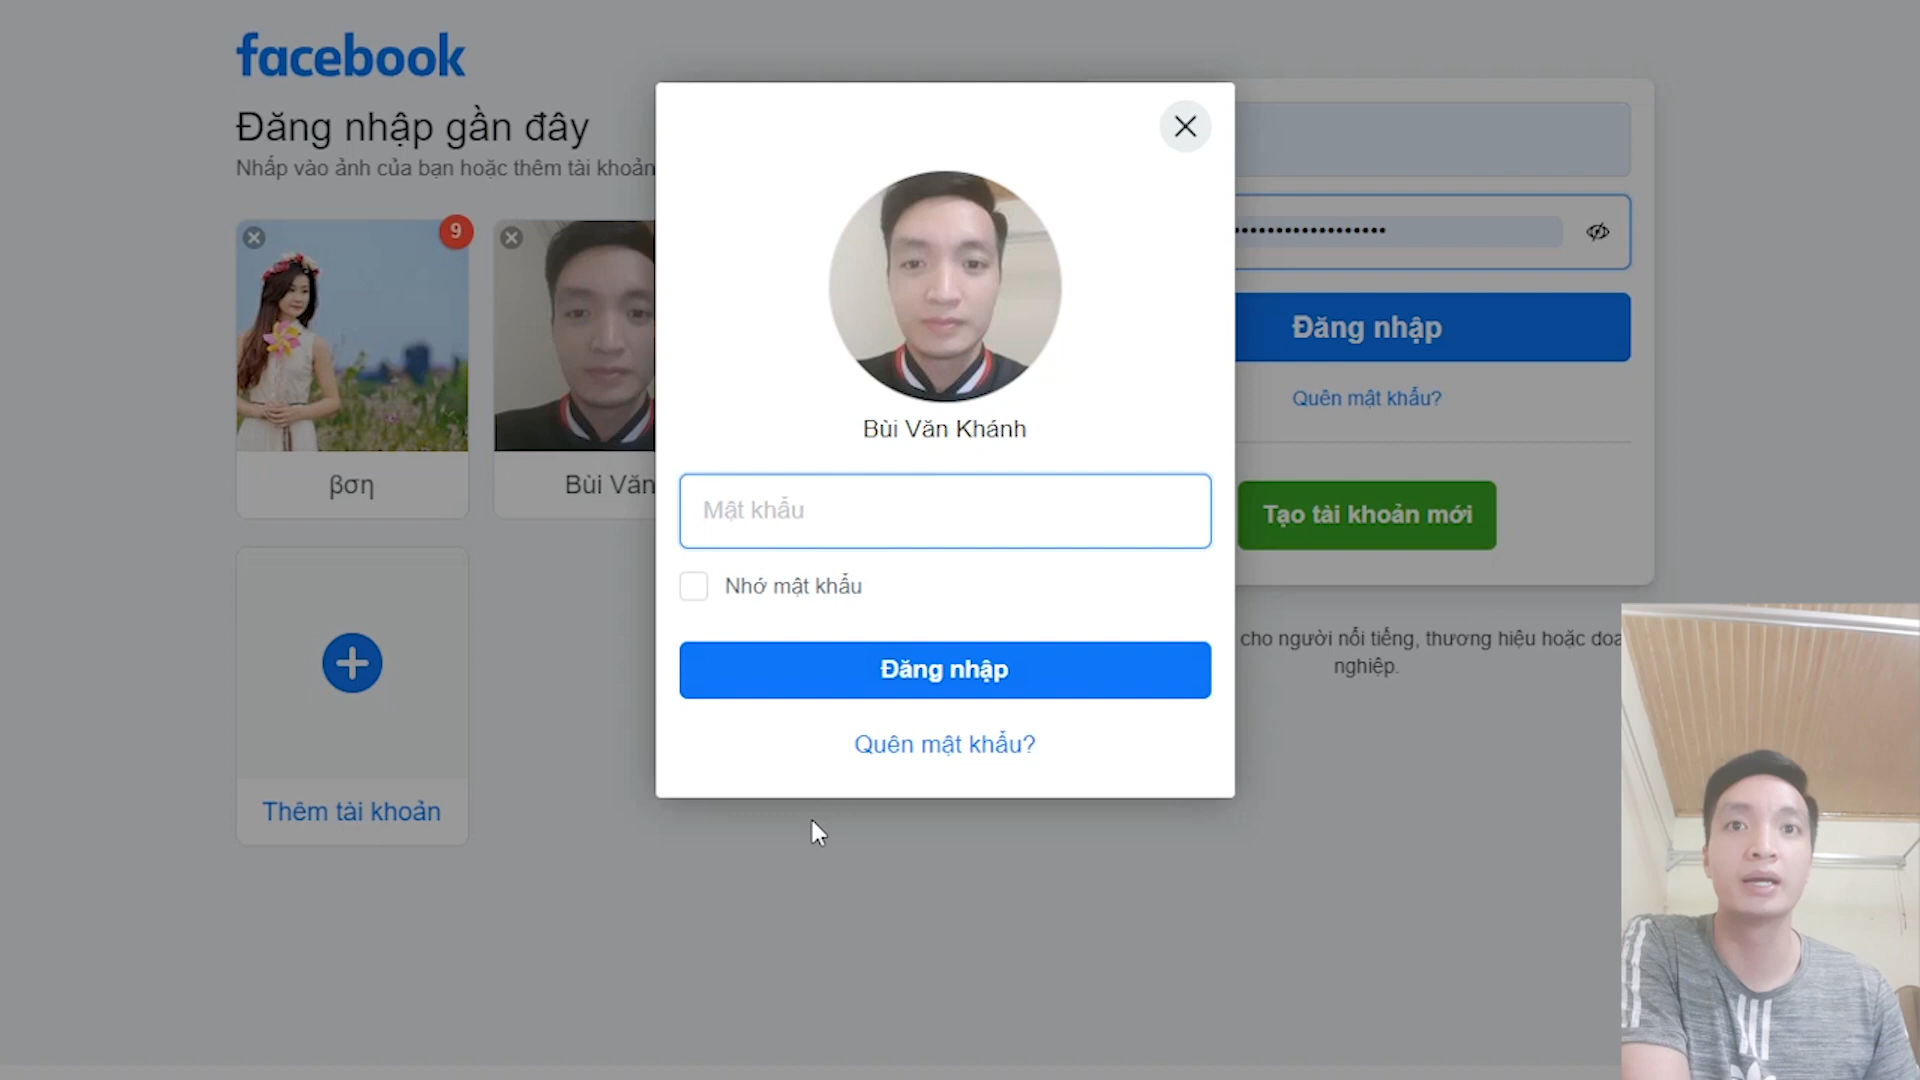 facebook
Đăng nhập gần đây
Nhấp vào ảnh của bạn hoặc thêm tài khoản
9
βση
Bùi Văn
Thêm tài khoản
Bùi Văn Khánh
Mật khẩu
Nhớ mật khẩu
Đăng nhập
Quên mật khẩu?
Đăng nhập
Quên mật khẩu?
Tạo tài khoản mới
cho người nổi tiếng, thương hiệu hoặc
nghiệp.